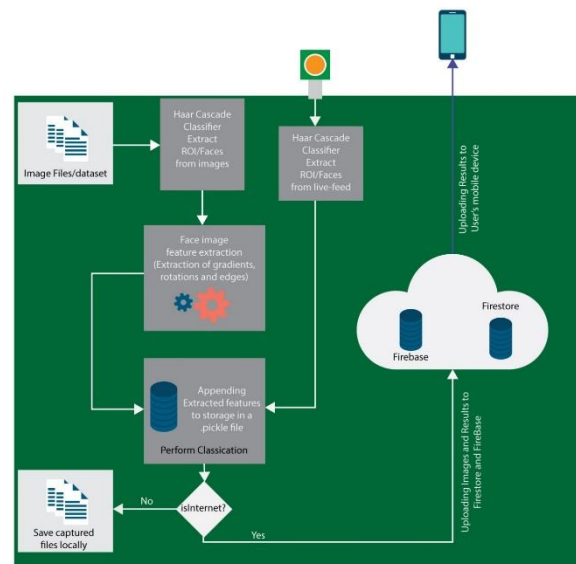 Image Files/dataset
Haar Cascade
Classifier
Extract
ROI/Faces
from images
Haar Cascade
Classifier
Extract
ROI/Faces
from live-feed
Face image
feature extraction
(Extraction of gradients,
rotations and edges)
Appending
Extracted features
to storage in a
.pickle file
Perform Classication
isInternet?
No
Yes
Save captured
files locally
Uploading Images and Results to
Firestore and FireBase
Firebase
Firestore
Uploading Results to
User's mobile device